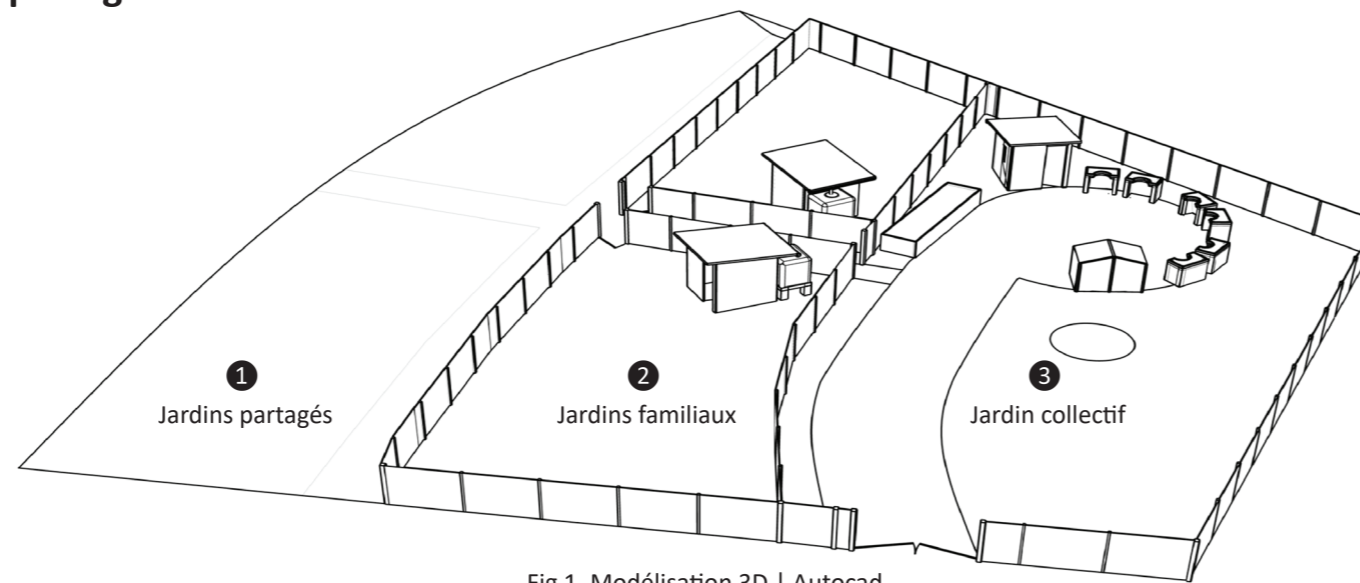 1
Jardins partagés
2
Jardins familiaux
3
Jardin collectif
Fig 1. Modélisation 3D | Autocad